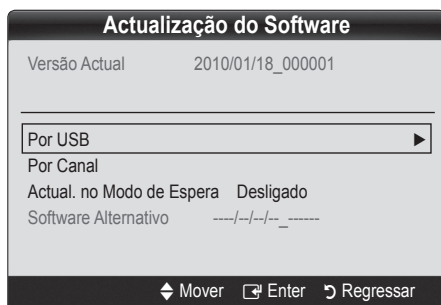 Actualização do Software
Versão Actual 2010/01/18_000001
Por USB ►
Por Canal
Actual. no Modo de Espera Desligado
Software Alternativo ----/--/--/--_------
Mover Enter Regressar